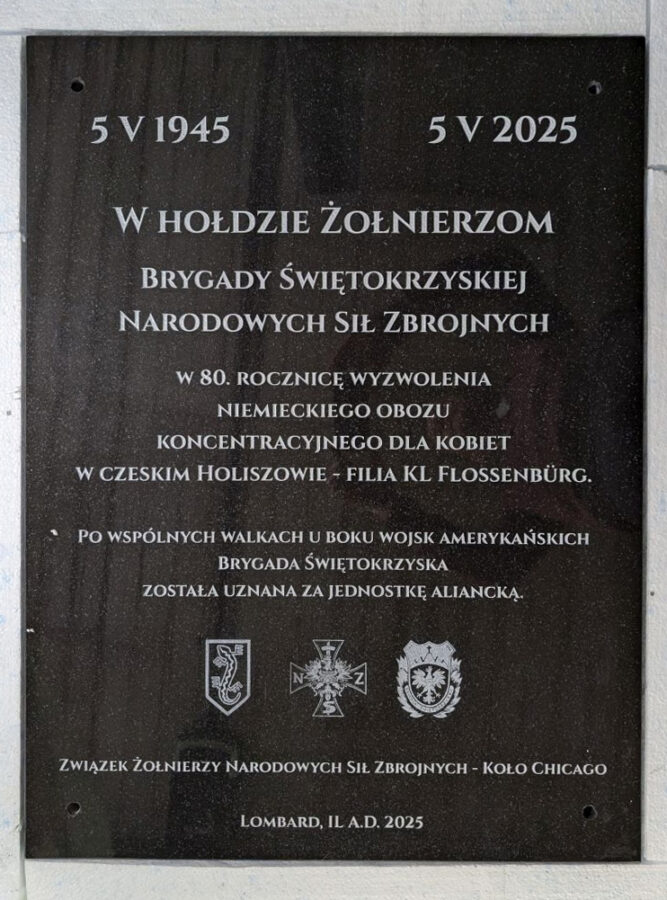 5 V 1945 5 V 2025
W HOŁDZIE ŻOŁNIERZOM
BRYGADY ŚWIĘTOKRZYSKIEJ
NARODOWYCH SIŁ ZBROJNYCH
W 80. ROCZNICĘ WYZWOLENIA
NIEMIECKIEGO OBOZU
KONCENTRACYJNEGO DLA KOBIET
W CZESKIM HOLISZOWIE - FILIA KL FLOSSENBÜRG.
PO WSPÓLNYCH WALKACH U BOKU WOJSK AMERYKAŃSKICH
BRYGADA ŚWIĘTOKRZYSKA
ZOSTAŁA UZNANA ZA JEDNOSTKĘ ALIANCKĄ.
N Z
S
ZWIĄZEK ŻOŁNIERZY NARODOWYCH SIŁ ZBROJNYCH - KOŁO CHICAGO
LOMBARD, IL A.D. 2025